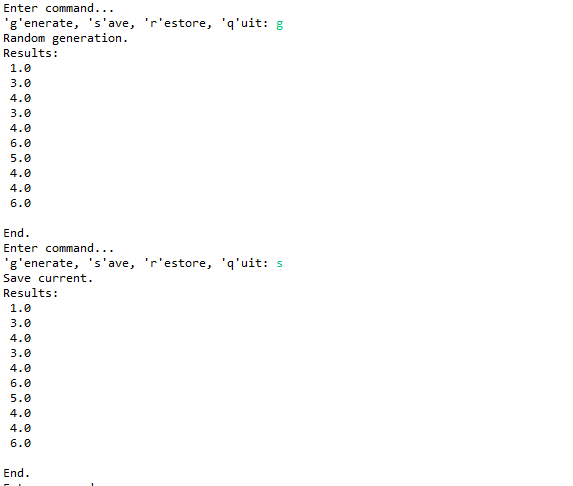 Enter command...
'g'enerate, 's'ave, 'r'estore, 'q'uit: g
Random generation.
Results:
1.0
3.0
4.0
3.0
4.0
6.0
5.0
4.0
4.0
6.0
End.
Enter command...
'g'enerate, 's'ave, 'r'estore, 'q'uit: s
Save current.
Results:
1.0
3.0
4.0
3.0
4.0
6.0
5.0
4.0
4.0
6.0
End.